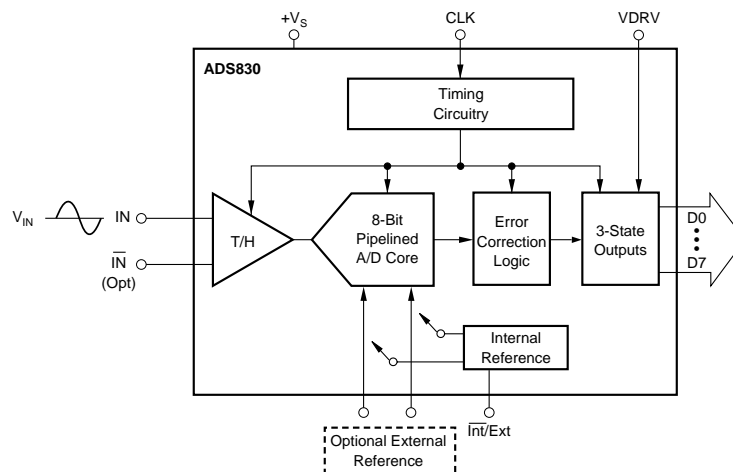 +VS
CLK
VDRV
ADS830
Timing
Circuitry
VIN
IN
IN
(Opt)
T/H
8-Bit
Pipelined
A/D Core
Error
Correction
Logic
3-State
Outputs
D0
D7
Internal
Reference
Optional External
Reference
Int/Ext